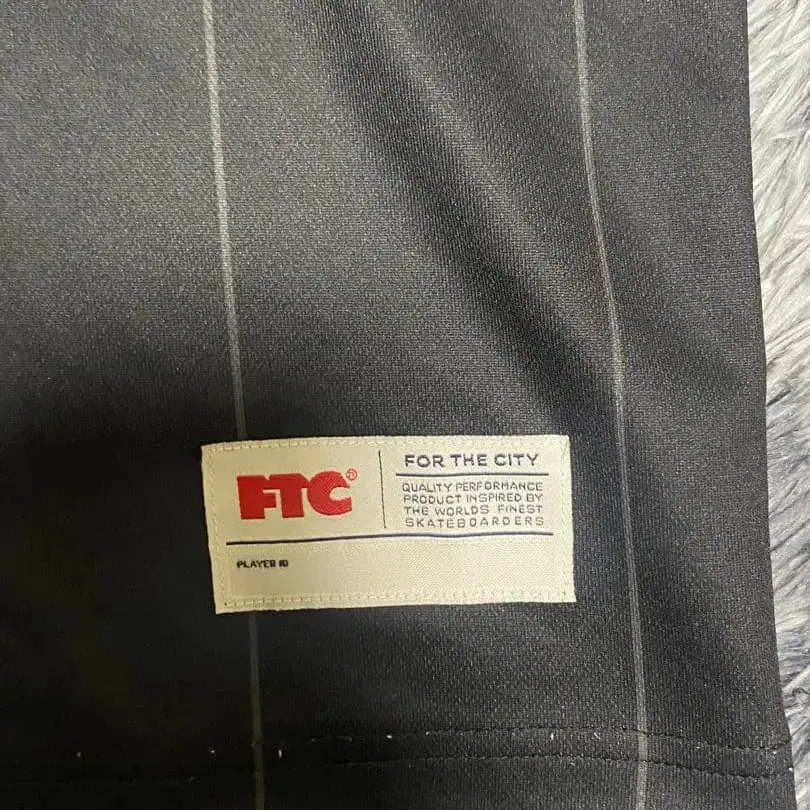 FTC®
FOR THE CITY
QUALITY PERFORMANCE
PRODUCT INSPIRED BY
THE WORLDS FINEST
SKATEBOARDERS
PLAYER ID